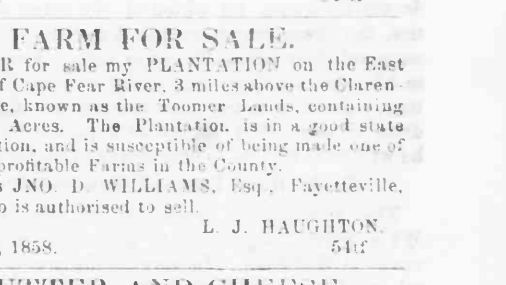 FARM FOR SALE.
R for sale my PLANTATION on the East
f Cape Fear River, 3 miles above the Claren-
e, known as the Toomer Lands, containing
Acres. The Plantation is in a good state
tion, and is susceptible of being made one of
profitable Farms in the County.
s JNO. D. WILLIAMS, Esq., Fayetteville,
o is authorised to sell.
L. J. HAUGHTON.
, 1858. 54tf
AND CHEESE